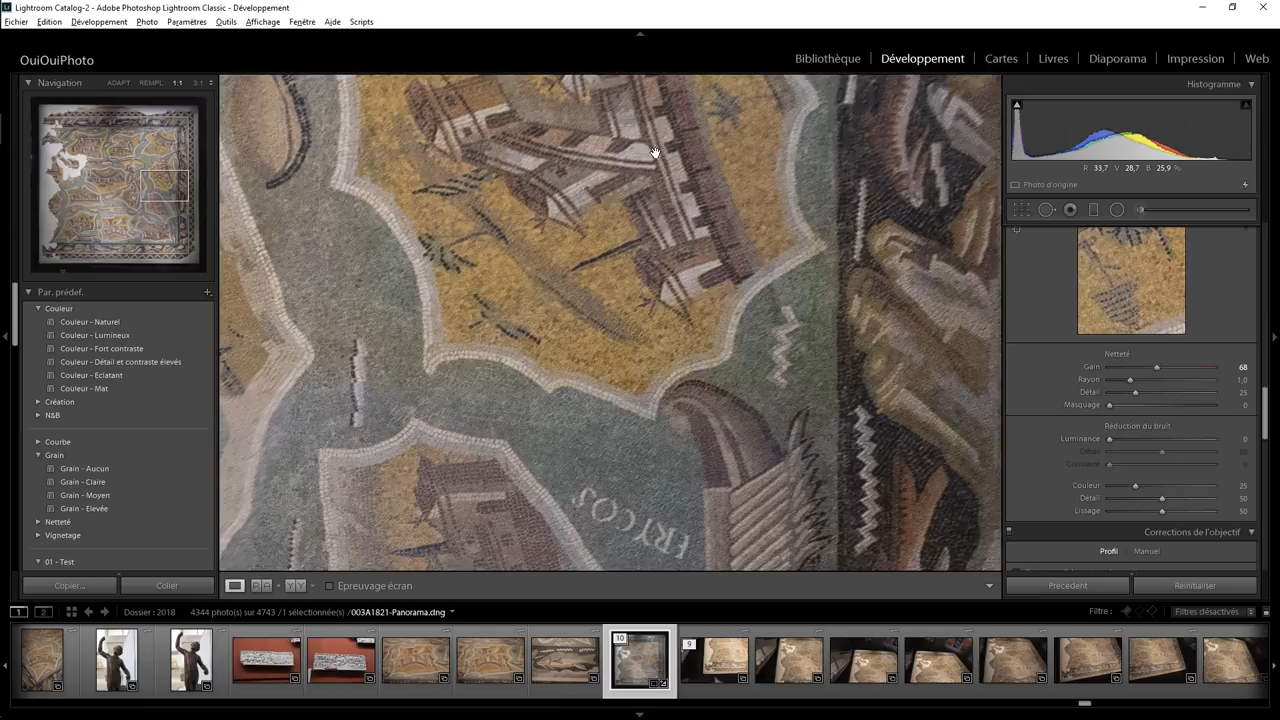 Lr Lightroom Catalog-2 - Adobe Photoshop Lightroom Classic - Développement
Fichier Edition Développement Photo Paramètres Outils Affichage Fenêtre Aide Scripts
OuiOuiPhoto
Bibliothèque | Développement | Cartes | Livres | Diaporama | Impression | Web
Navigation ADAPT REMPL. 1:1 3:1
Histogramme
R 33,7 V 28,7 B 25,9 %
Photo d'origine
Par. prédef. +
Couleur
Couleur - Naturel
Couleur - Lumineux
Couleur - Fort contraste
Couleur - Détail et contraste élevés
Couleur - Eclatant
Couleur - Mat
Création
N&B
Courbe
Grain
Grain - Aucun
Grain - Claire
Grain - Moyen
Grain - Elevée
Netteté
Vignetage
01 - Test
Copier... Coller
ERICOS
Netteté
Gain 68
Rayon 1,0
Détail 25
Masquage 0
Réduction du bruit
Luminance 0
Détail 50
Contraste 0
Couleur 25
Détail 50
Lissage 50
Corrections de l'objectif
Profil Manuel
Epreuvage écran
Précédent Réinitialiser
1 2 Dossier : 2018 4344 photo(s) sur 4743 /1 sélectionnée(s) /003A1821-Panorama.dng Filtre : Filtres désactivés
10 9